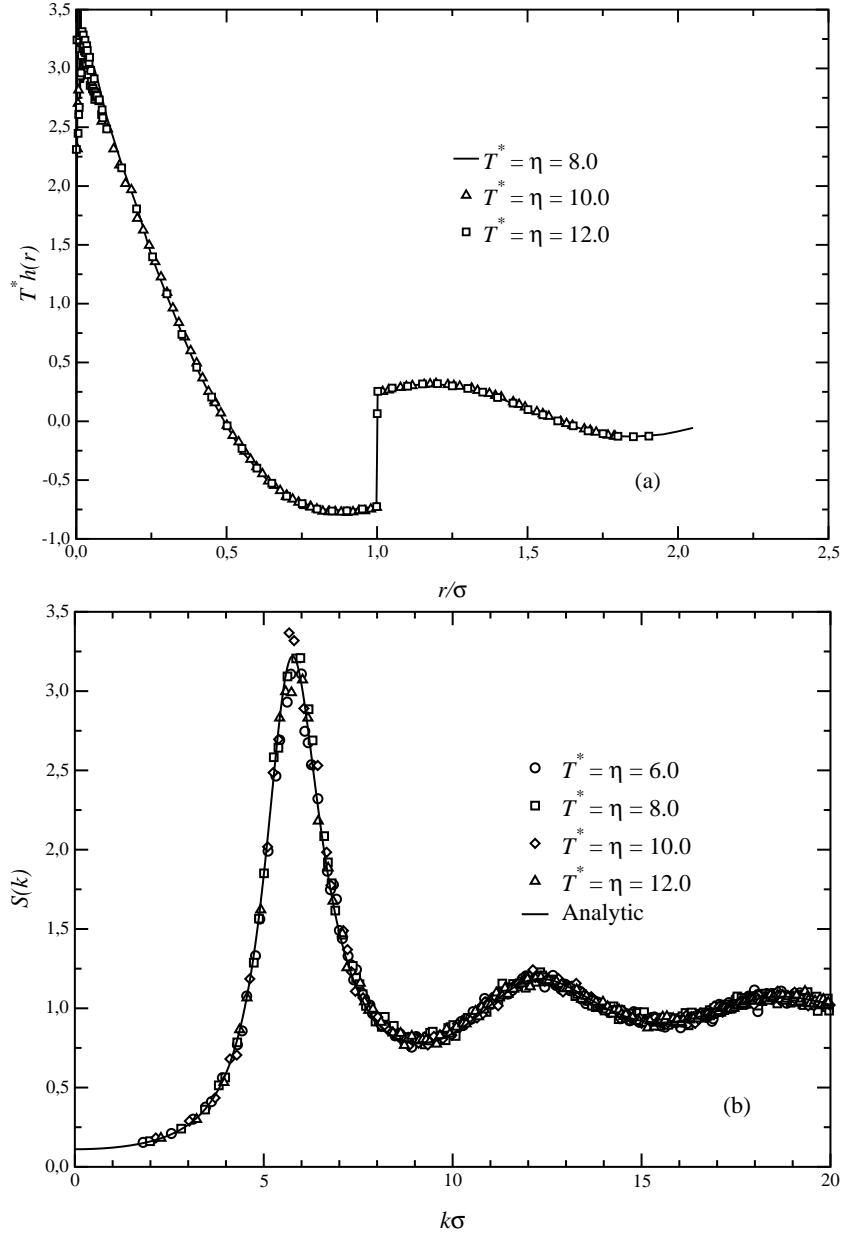 3,5
3,0
2,5
2,0
1,5
1,0
0,5
0,0
-0,5
-1,0
T* h(r)
T* = η = 8.0
T* = η = 10.0
T* = η = 12.0
(a)
0,0 0,5 1,0 1,5 2,0 2,5
r/σ
3,5
3,0
2,5
2,0
1,5
1,0
0,5
0,0
S(k)
T* = η = 6.0
T* = η = 8.0
T* = η = 10.0
T* = η = 12.0
Analytic
(b)
0 5 10 15 20
kσ